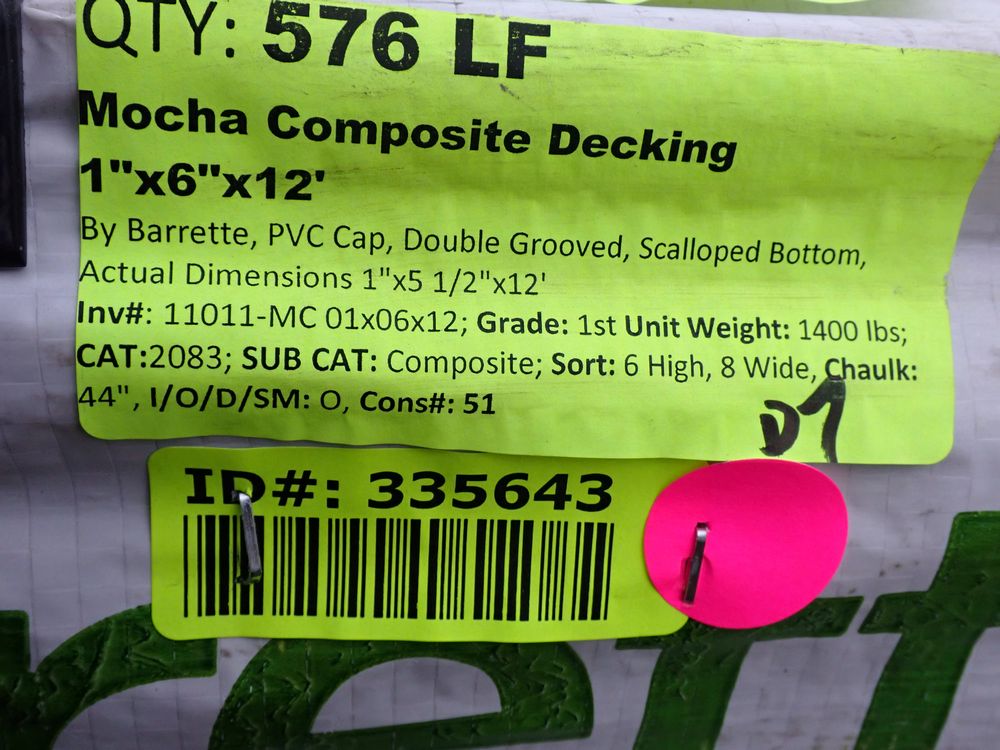 QTY: 576 LF
Mocha Composite Decking
1"x6"x12'
By Barrette, PVC Cap, Double Grooved, Scalloped Bottom,
Actual Dimensions 1"x5 1/2"x12'
Inv#: 11011-MC 01x06x12; Grade: 1st Unit Weight: 1400 lbs;
CAT:2083; SUB CAT: Composite; Sort: 6 High, 8 Wide, Chaulk:
44", I/O/D/SM: O, Cons#: 51
ID#: 335643